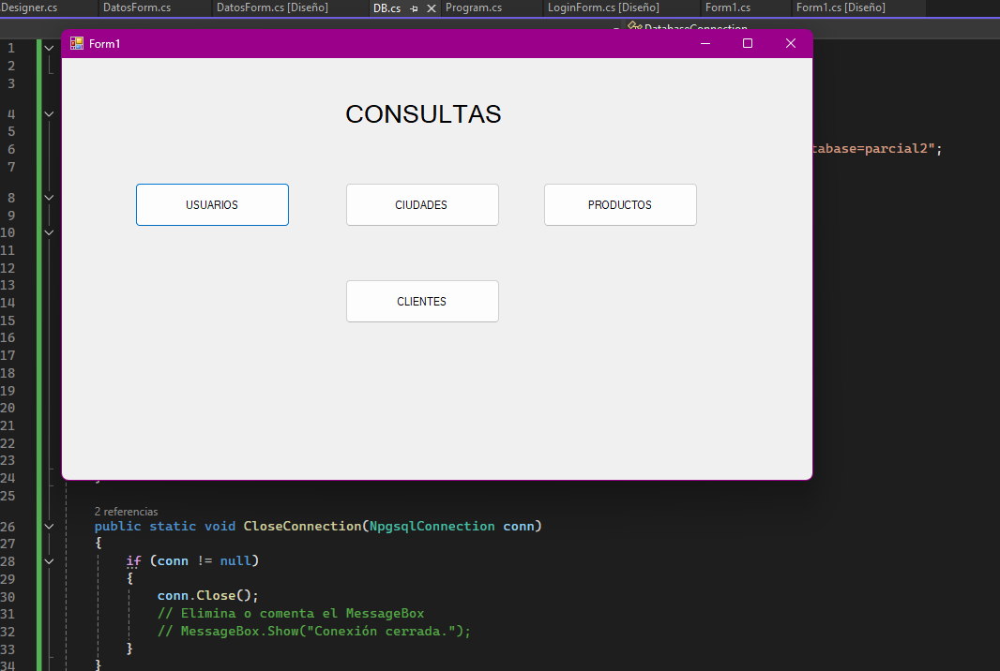 Designer.cs DatosForm.cs DatosForm.cs [Diseño] DB.cs Program.cs LoginForm.cs [Diseño] Form1.cs Form1.cs [Diseño]
DatabaseConnection
Form1
CONSULTAS
USUARIOS CIUDADES PRODUCTOS
CLIENTES
1
2
3
4
5
6 tabase=parcial2";
7
8
9
10
11
12
13
14
15
16
17
18
19
20
21
22
23
24 }
25
2 referencias
26 public static void CloseConnection(NpgsqlConnection conn)
27 {
28 if (conn != null)
29 {
30 conn.Close();
31 // Elimina o comenta el MessageBox
32 // MessageBox.Show("Conexión cerrada.");
33 }
34 }